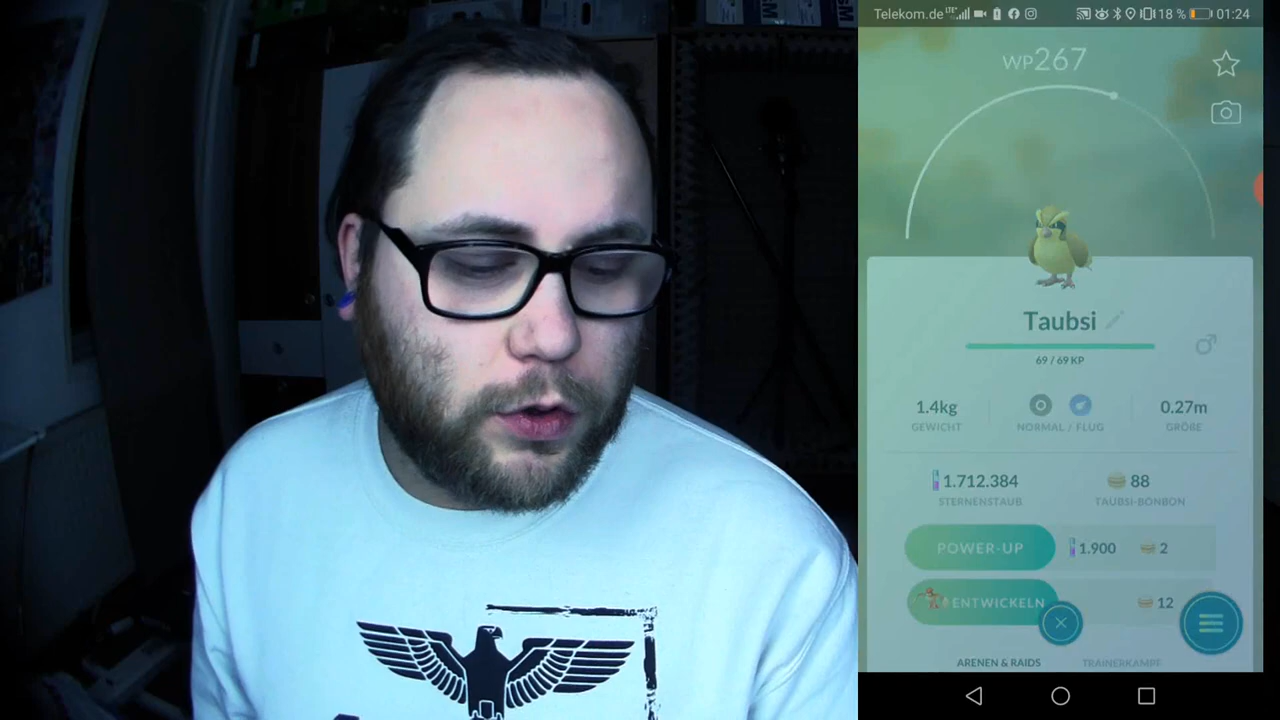 Telekom.de 18 % 01:24
WP267
Taubsi
69 / 69 KP
1.4kg
GEWICHT
NORMAL / FLUG
0.27m
GRÖßE
1.712.384
STERNENSTAUB
88
TAUBSI-BONBON
POWER-UP 1.900 2
ENTWICKELN 12
ARENEN & RAIDS TRAINERKAMPF